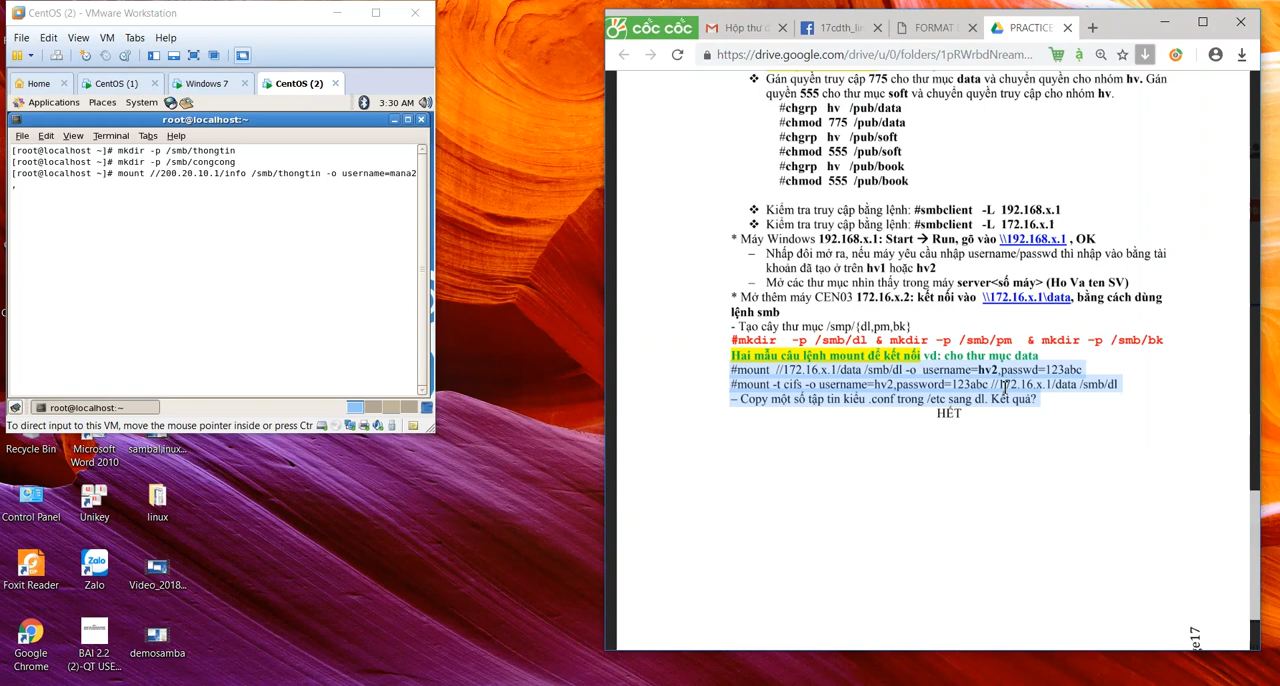 CentOS (2) - VMware Workstation
File Edit View VM Tabs Help
Home CentOS (1) Windows 7 CentOS (2)
Applications Places System 3:30 AM
root@localhost:~
File Edit View Terminal Tabs Help
[root@localhost ~]# mkdir -p /smb/thongtin
[root@localhost ~]# mkdir -p /smb/congcong
[root@localhost ~]# mount //200.20.10.1/info /smb/thongtin -o username=mana2
,
root@localhost:~
To direct input to this VM, move the mouse pointer inside or press Ctr
Recycle Bin
Microsoft Word 2010
sambaLinux...
Control Panel
Unikey
linux
Foxit Reader
Zalo
Video_2018...
Google Chrome
BAI 2.2 (2)-QT USE...
demosamba
cốc cốc
Hộp thư đ
17cdth_lin
FORMAT
PRACTICE
https://drive.google.com/drive/u/0/folders/1pRWrbdNream...
❖ Gán quyền truy cập 775 cho thư mục data và chuyển quyền cho nhóm hv. Gán
quyền 555 cho thư mục soft và chuyển quyền truy cập cho nhóm hv.
#chgrp hv /pub/data
#chmod 775 /pub/data
#chgrp hv /pub/soft
#chmod 555 /pub/soft
#chgrp hv /pub/book
#chmod 555 /pub/book
❖ Kiểm tra truy cập bằng lệnh: #smbclient -L 192.168.x.1
❖ Kiểm tra truy cập bằng lệnh: #smbclient -L 172.16.x.1
* Máy Windows 192.168.x.1: Start → Run, gõ vào \\192.168.x.1 , OK
– Nhấp đôi mở ra, nếu máy yêu cầu nhập username/passwd thì nhập vào bằng tài
khoản đã tạo ở trên hv1 hoặc hv2
– Mở các thư mục nhìn thấy trong máy server<số máy> (Ho Va ten SV)
* Mở thêm máy CEN03 172.16.x.2: kết nối vào \\172.16.x.1\data, bằng cách dùng
lệnh smb
- Tạo cây thư mục /smp/{dl,pm,bk}
#mkdir -p /smb/dl & mkdir -p /smb/pm & mkdir -p /smb/bk
Hai mẫu câu lệnh mount để kết nối vd: cho thư mục data
#mount //172.16.x.1/data /smb/dl -o username=hv2,passwd=123abc
#mount -t cifs -o username=hv2,password=123abc //172.16.x.1/data /smb/dl
– Copy một số tập tin kiểu .conf trong /etc sang dl. Kết quả?
HẾT
ge17